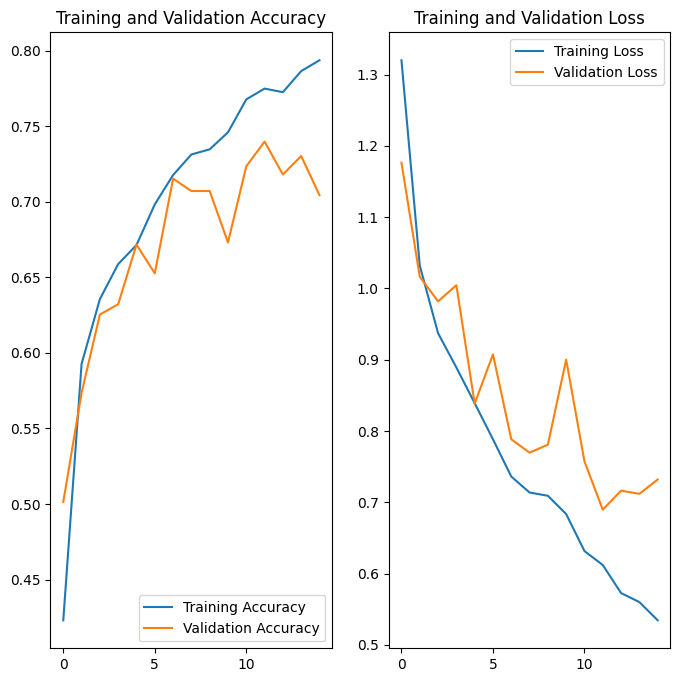 Training and Validation Accuracy
0.80
0.75
0.70
0.65
0.60
0.55
0.50
0.45
Training Accuracy
Validation Accuracy
0 5 10
Training and Validation Loss
Training Loss
Validation Loss
1.3
1.2
1.1
1.0
0.9
0.8
0.7
0.6
0.5
0 5 10